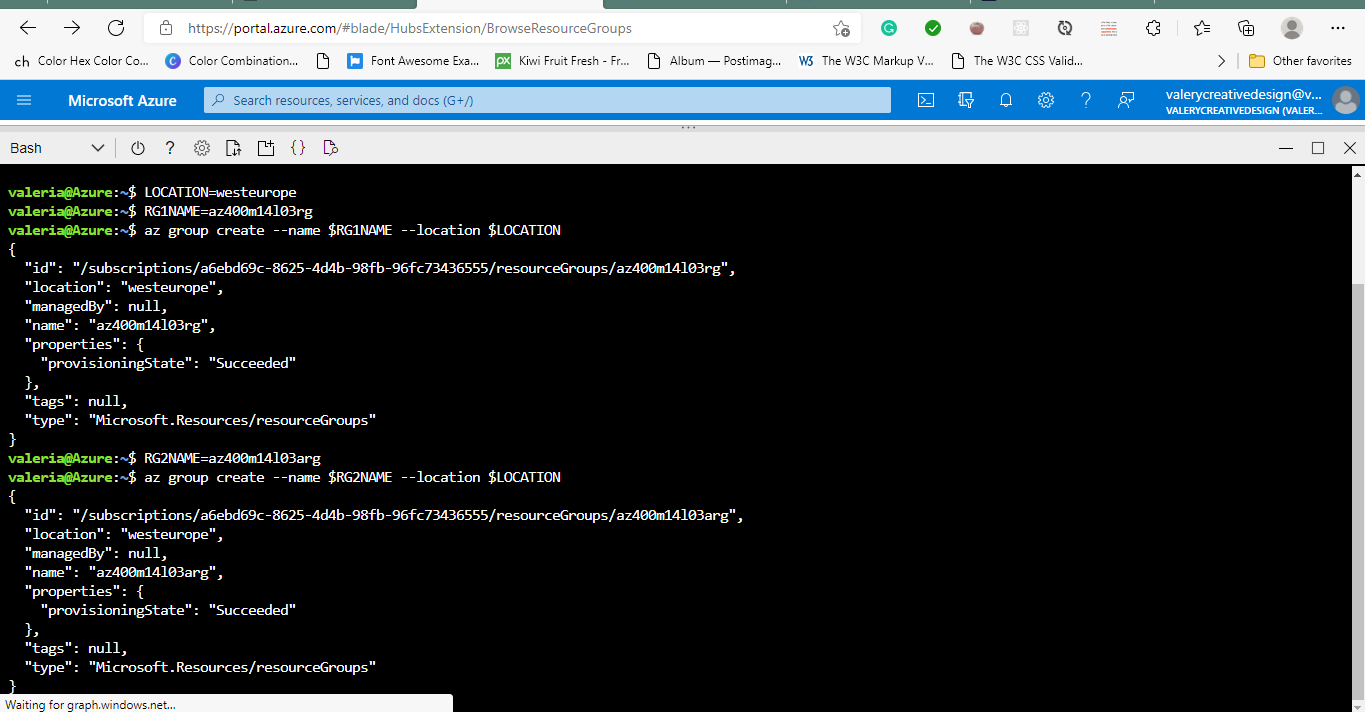 https://portal.azure.com/#blade/HubsExtension/BrowseResourceGroups
ch Color Hex Color Co... Color Combination... Font Awesome Exa... Kiwi Fruit Fresh - Fr... Album — Postimag... The W3C Markup V... The W3C CSS Valid... Other favorites
Microsoft Azure Search resources, services, and docs (G+/) valerycreativedesign@v...
VALERYCREATIVEDESIGN (VALER...
Bash
valeria@Azure:~$ LOCATION=westeurope
valeria@Azure:~$ RG1NAME=az400m14l03rg
valeria@Azure:~$ az group create --name $RG1NAME --location $LOCATION
{
  "id": "/subscriptions/a6ebd69c-8625-4d4b-98fb-96fc73436555/resourceGroups/az400m14l03rg",
  "location": "westeurope",
  "managedBy": null,
  "name": "az400m14l03rg",
  "properties": {
    "provisioningState": "Succeeded"
  },
  "tags": null,
  "type": "Microsoft.Resources/resourceGroups"
}
valeria@Azure:~$ RG2NAME=az400m14l03arg
valeria@Azure:~$ az group create --name $RG2NAME --location $LOCATION
{
  "id": "/subscriptions/a6ebd69c-8625-4d4b-98fb-96fc73436555/resourceGroups/az400m14l03arg",
  "location": "westeurope",
  "managedBy": null,
  "name": "az400m14l03arg",
  "properties": {
    "provisioningState": "Succeeded"
  },
  "tags": null,
  "type": "Microsoft.Resources/resourceGroups"
}
Waiting for graph.windows.net...